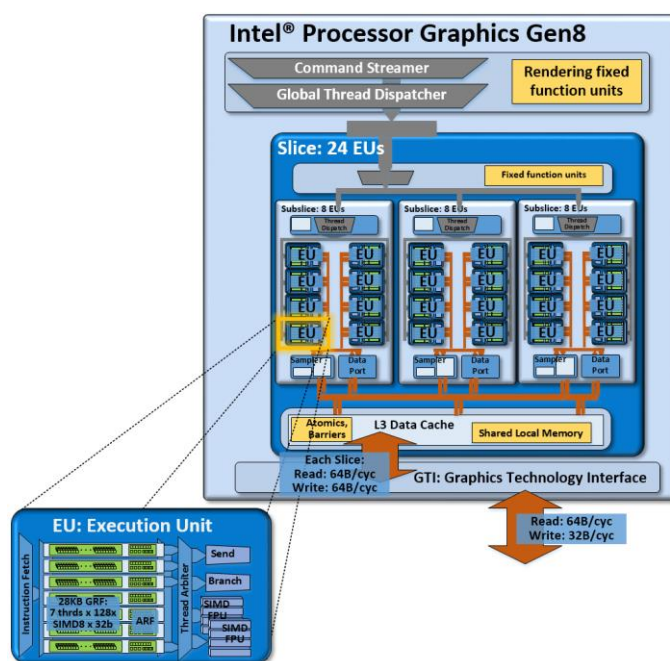 Intel® Processor Graphics Gen8
Command Streamer
Global Thread Dispatcher
Rendering fixed
function units
Slice: 24 EUs
Fixed function units
Subslice: 8 EUs
Thread
Dispatch
EU EU
EU EU
EU EU
EU EU
Sampler
Data
Port
Subslice: 8 EUs
Thread
Dispatch
EU EU
EU EU
EU EU
EU EU
Sampler
Data
Port
Subslice: 8 EUs
Thread
Dispatch
EU EU
EU EU
EU EU
EU EU
Sampler
Data
Port
Atomics,
Barriers
L3 Data Cache
Shared Local Memory
Each Slice:
Read: 64B/cyc
Write: 64B/cyc
GTI: Graphics Technology Interface
Read: 64B/cyc
Write: 32B/cyc
EU: Execution Unit
Instruction Fetch
28KB GRF:
7 thrds x 128x
SIMD8 x 32b
ARF
Thread Arbiter
Send
Branch
SIMD
FPU
SIMD
FPU